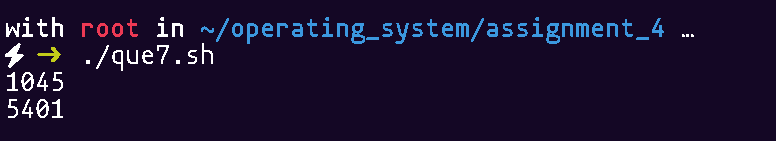 with root in ~/operating_system/assignment_4 …
⚡ → ./que7.sh
1045
5401